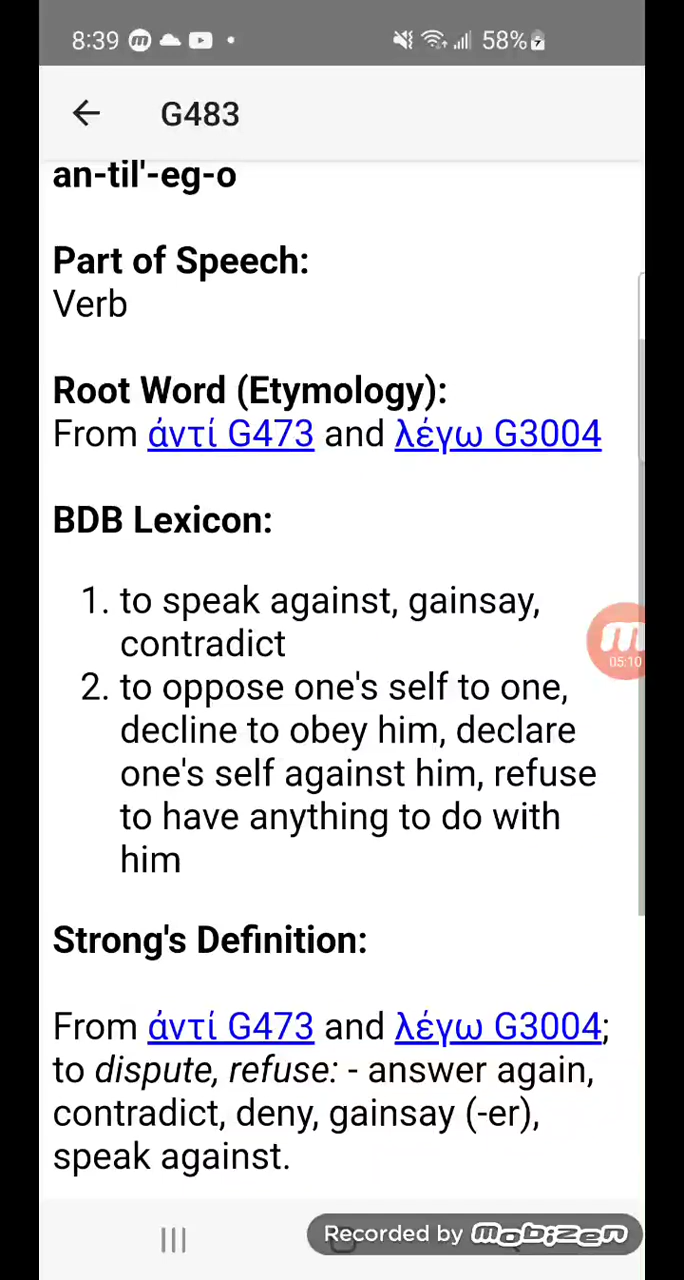 8:39 58%
G483
an-til'-eg-o
Part of Speech:
Verb
Root Word (Etymology):
From ἀντί G473 and λέγω G3004
BDB Lexicon:
1. to speak against, gainsay,
contradict
2. to oppose one's self to one,
decline to obey him, declare
one's self against him, refuse
to have anything to do with
him
05:10
Strong's Definition:
From ἀντί G473 and λέγω G3004;
to dispute, refuse: - answer again,
contradict, deny, gainsay (-er),
speak against.
Recorded by mobizen